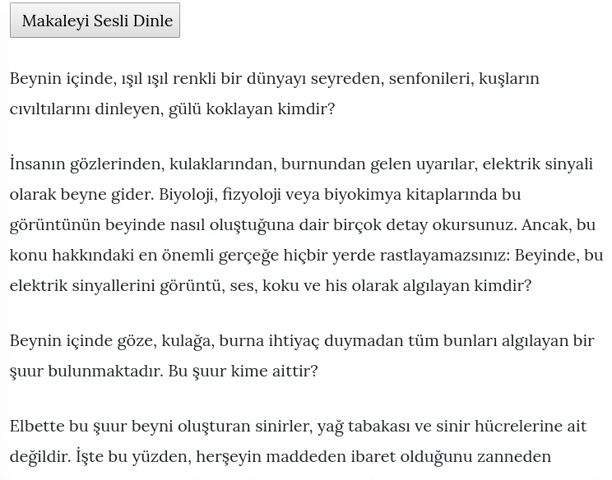 Makaleyi Sesli Dinle
Beynin içinde, ışıl ışıl renkli bir dünyayı seyreden, senfonileri, kuşların
cıvıltılarını dinleyen, gülü koklayan kimdir?
İnsanın gözlerinden, kulaklarından, burnundan gelen uyarılar, elektrik sinyali
olarak beyne gider. Biyoloji, fizyoloji veya biyokimya kitaplarında bu
görüntünün beyinde nasıl oluştuğuna dair birçok detay okursunuz. Ancak, bu
konu hakkındaki en önemli gerçeğe hiçbir yerde rastlayamazsınız: Beyinde, bu
elektrik sinyallerini görüntü, ses, koku ve his olarak algılayan kimdir?
Beynin içinde göze, kulağa, burna ihtiyaç duymadan tüm bunları algılayan bir
şuur bulunmaktadır. Bu şuur kime aittir?
Elbette bu şuur beyni oluşturan sinirler, yağ tabakası ve sinir hücrelerine ait
değildir. İşte bu yüzden, herşeyin maddeden ibaret olduğunu zanneden